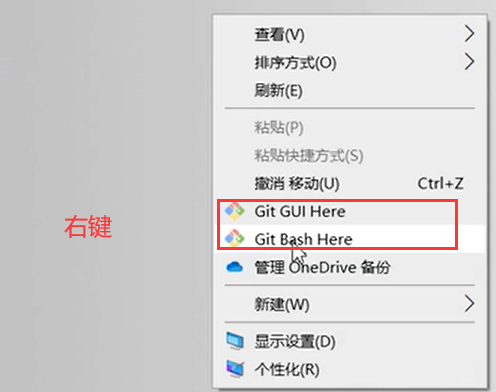 查看(V)
排序方式(O)
刷新(E)
粘贴(P)
粘贴快捷方式(S)
撤消 移动(U) Ctrl+Z
Git GUI Here
右键
Git Bash Here
管理 OneDrive 备份
新建(W)
显示设置(D)
个性化(R)